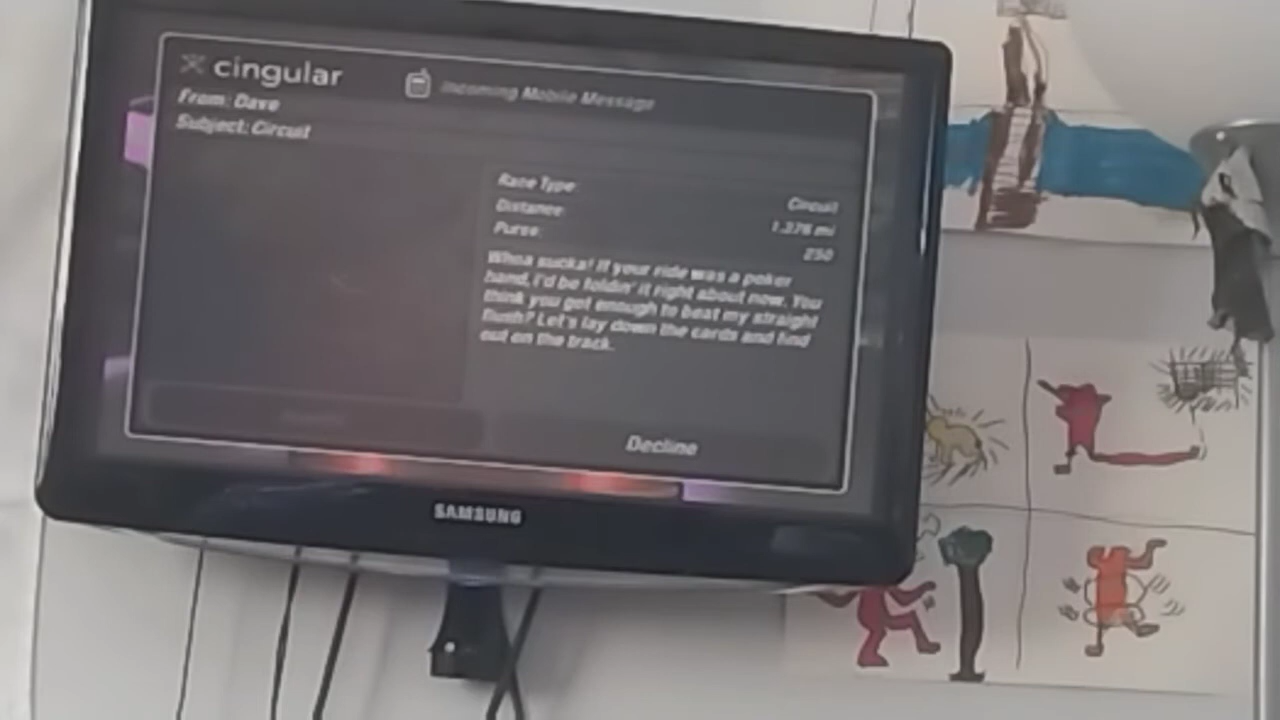 cingular
Incoming Mobile Message
From: Dave
Subject: Circuit
Race Type: Circuit
Distance: 1.276 mi
Purse: 250
Whoa sucka! If your ride was a poker
hand, I'd be foldin' it right about now. You
think you got enough to beat my straight
flush? Let's lay down the cards and find
out on the track.
Decline
SAMSUNG